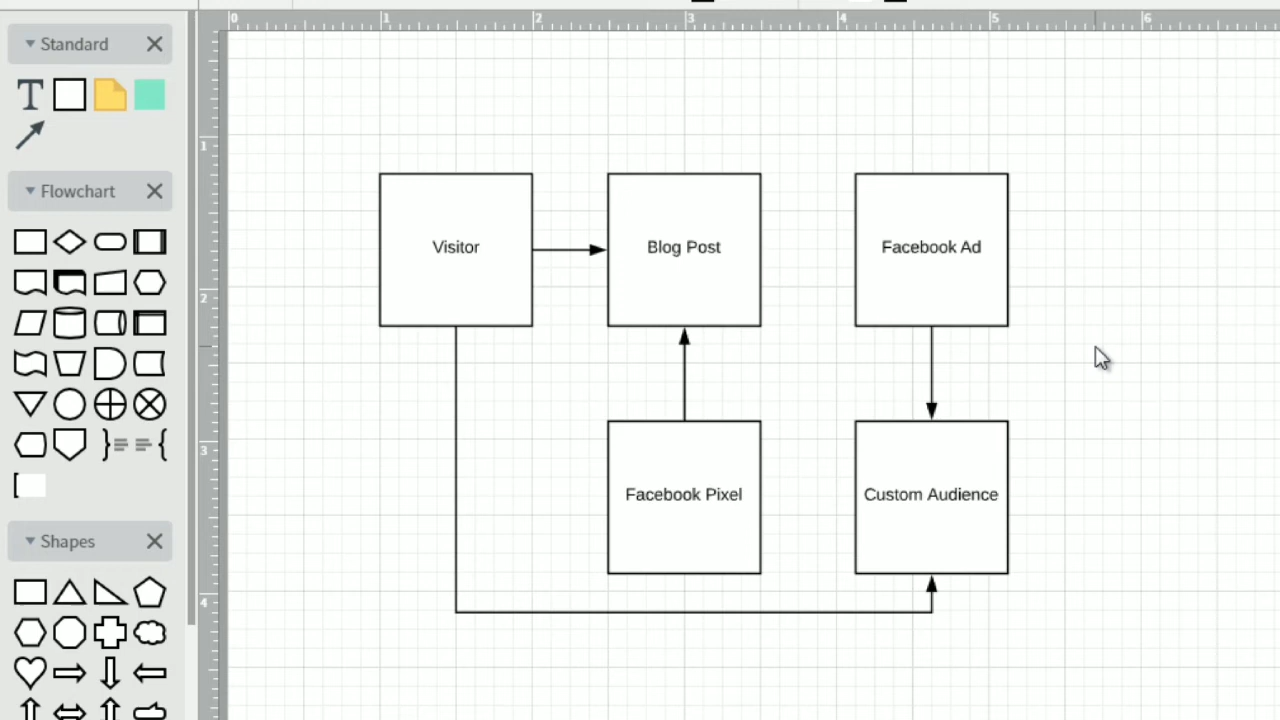 0 1 2 3 4 5 6
Standard
T
Flowchart
Shapes
1
2
3
4
Visitor
Blog Post
Facebook Ad
Facebook Pixel
Custom Audience